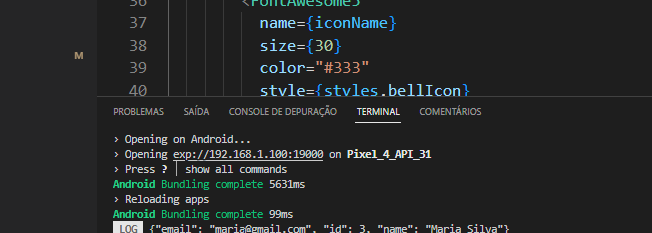 36 <FontAwesome5
37 name={iconName}
M
38 size={30}
39 color="#333"
40 style={styles.bellIcon}
PROBLEMAS SAÍDA CONSOLE DE DEPURAÇÃO TERMINAL COMENTÁRIOS
› Opening on Android...
› Opening exp://192.168.1.100:19000 on Pixel_4_API_31
› Press ? │ show all commands
Android Bundling complete 5631ms
› Reloading apps
Android Bundling complete 99ms
LOG {"email": "maria@gmail.com", "id": 3, "name": "Maria Silva"}